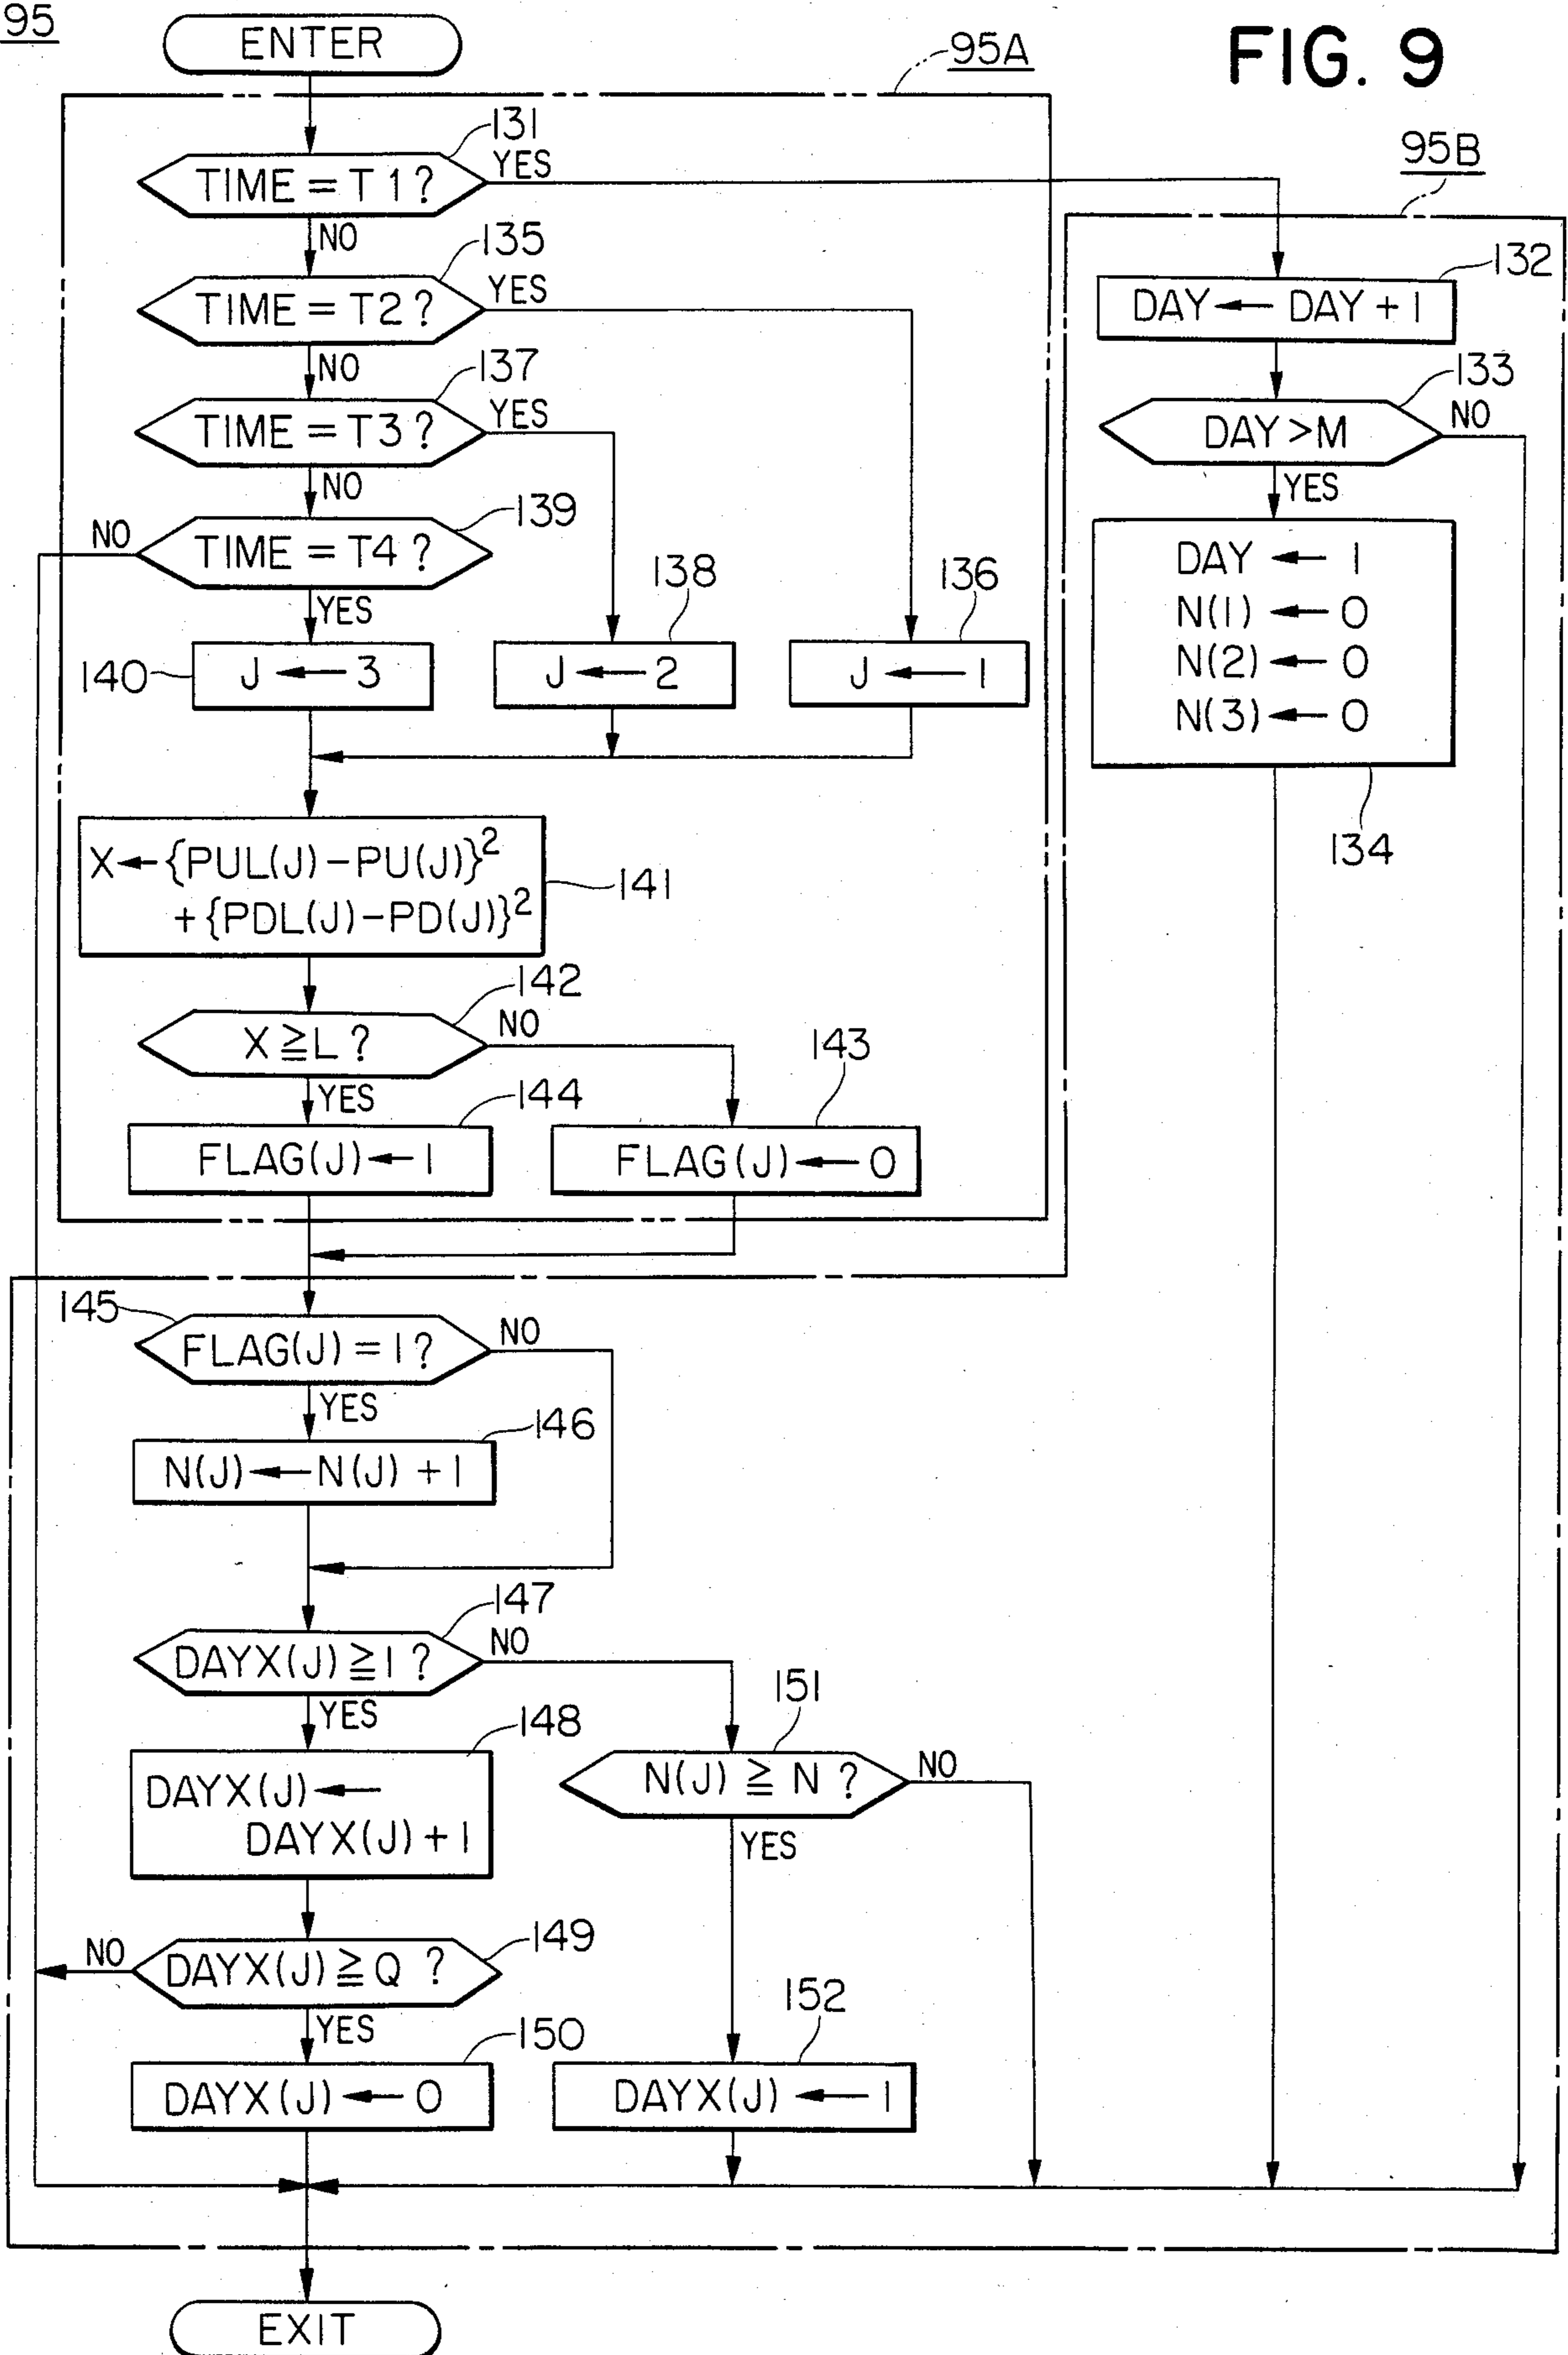 95
ENTER
FIG. 9
95A
131
TIME = T1?
YES
NO
95B
135
TIME = T2?
YES
NO
132
DAY ← DAY + 1
137
TIME = T3?
YES
NO
133
DAY > M
NO
YES
139
NO
TIME = T4?
YES
DAY ← 1
N(1) ← 0
N(2) ← 0
N(3) ← 0
134
138
136
140
J ← 3
J ← 2
J ← 1
X ← {PUL(J) – PU(J)}²
+ {PDL(J) – PD(J)}²
141
142
X ≧ L ?
NO
YES
143
144
FLAG(J) ← 1
FLAG(J) ← 0
145
FLAG(J) = 1 ?
NO
YES
146
N(J) ← N(J) + 1
147
DAYX(J) ≧ 1 ?
NO
YES
151
N(J) ≧ N ?
NO
YES
148
DAYX(J) ←
DAYX(J) + 1
149
NO
DAYX(J) ≧ Q ?
YES
152
150
DAYX(J) ← 0
DAYX(J) ← 1
EXIT